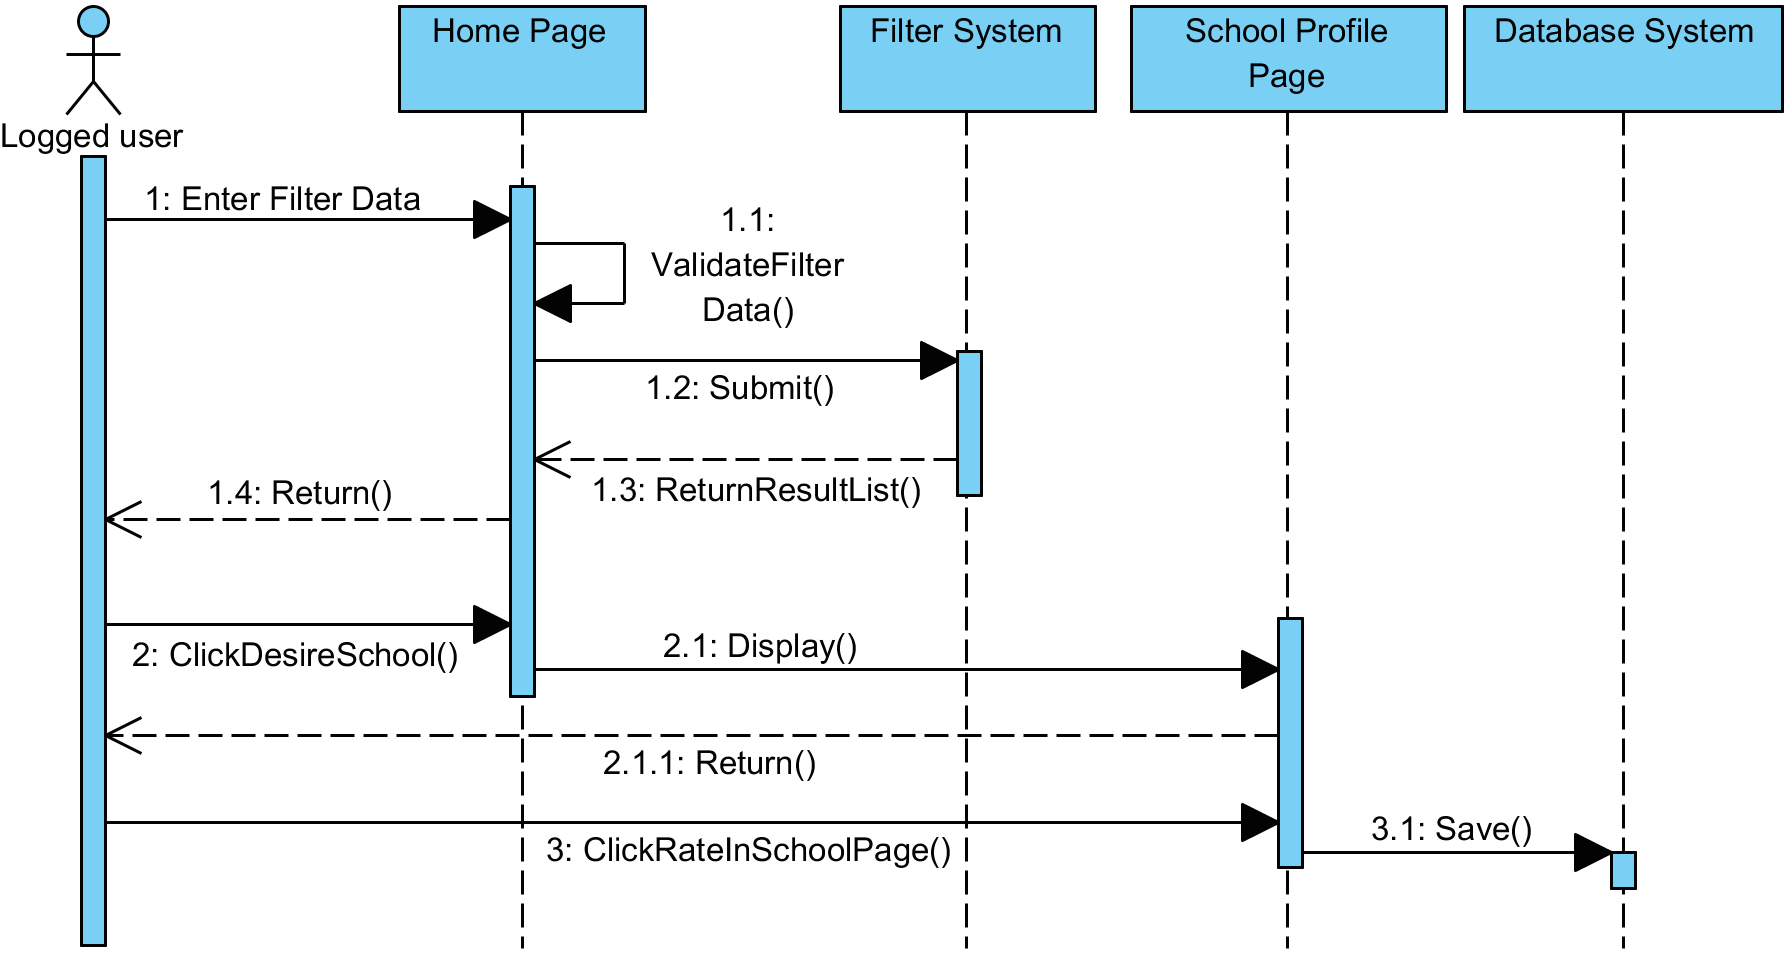 Home Page
Filter System
School Profile
Page
Database System
Logged user
1: Enter Filter Data
1.1:
ValidateFilter
Data()
1.2: Submit()
1.3: ReturnResultList()
1.4: Return()
2: ClickDesireSchool()
2.1: Display()
2.1.1: Return()
3: ClickRateInSchoolPage()
3.1: Save()